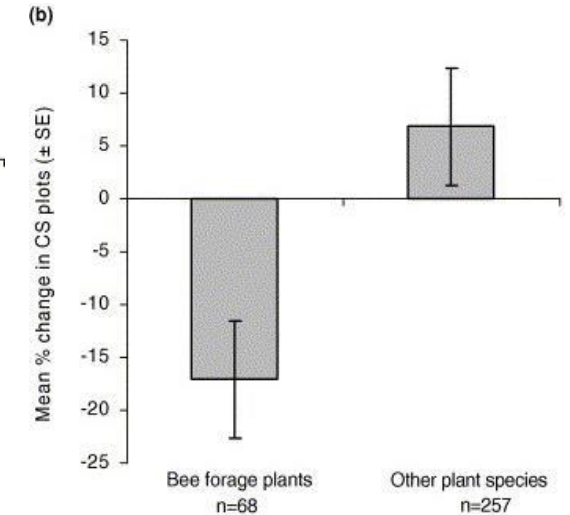 (b)
Mean % change in CS plots (± SE)
15
10
5
0
-5
-10
-15
-20
-25
Bee forage plants
n=68
Other plant species
n=257